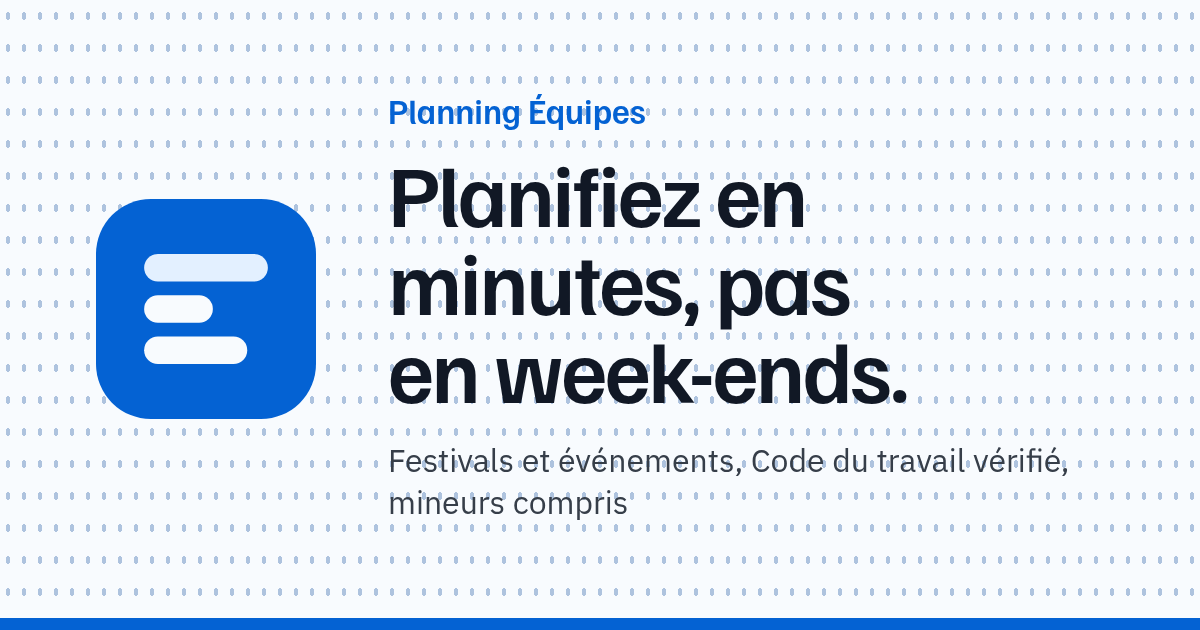 Planning Équipes
Planifiez en
minutes, pas
en week-ends.
Festivals et événements, Code du travail vérifié,
mineurs compris